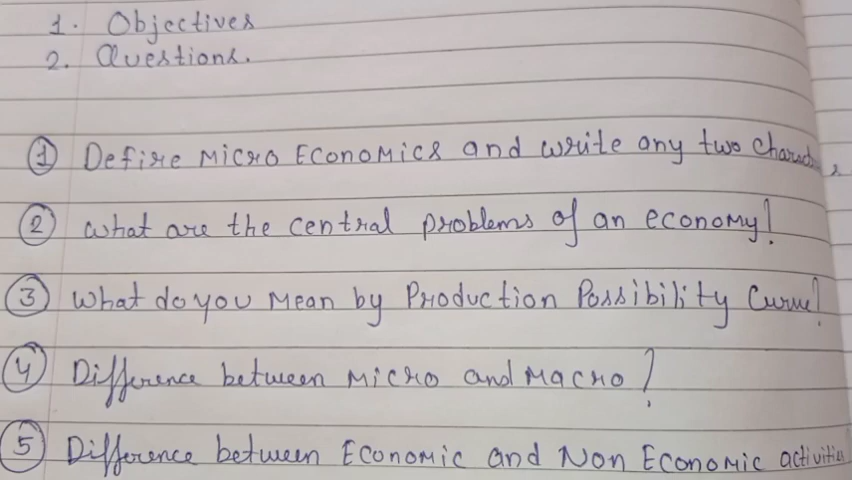 1. Objectives
2. Questions.
① Define Micro Economics and write any two
② What are the central problems of an economy?
③ What do you mean by Production Possibility Curve?
④ Difference between Micro and Macro?
⑤ Difference between Economic and Non Economic activities